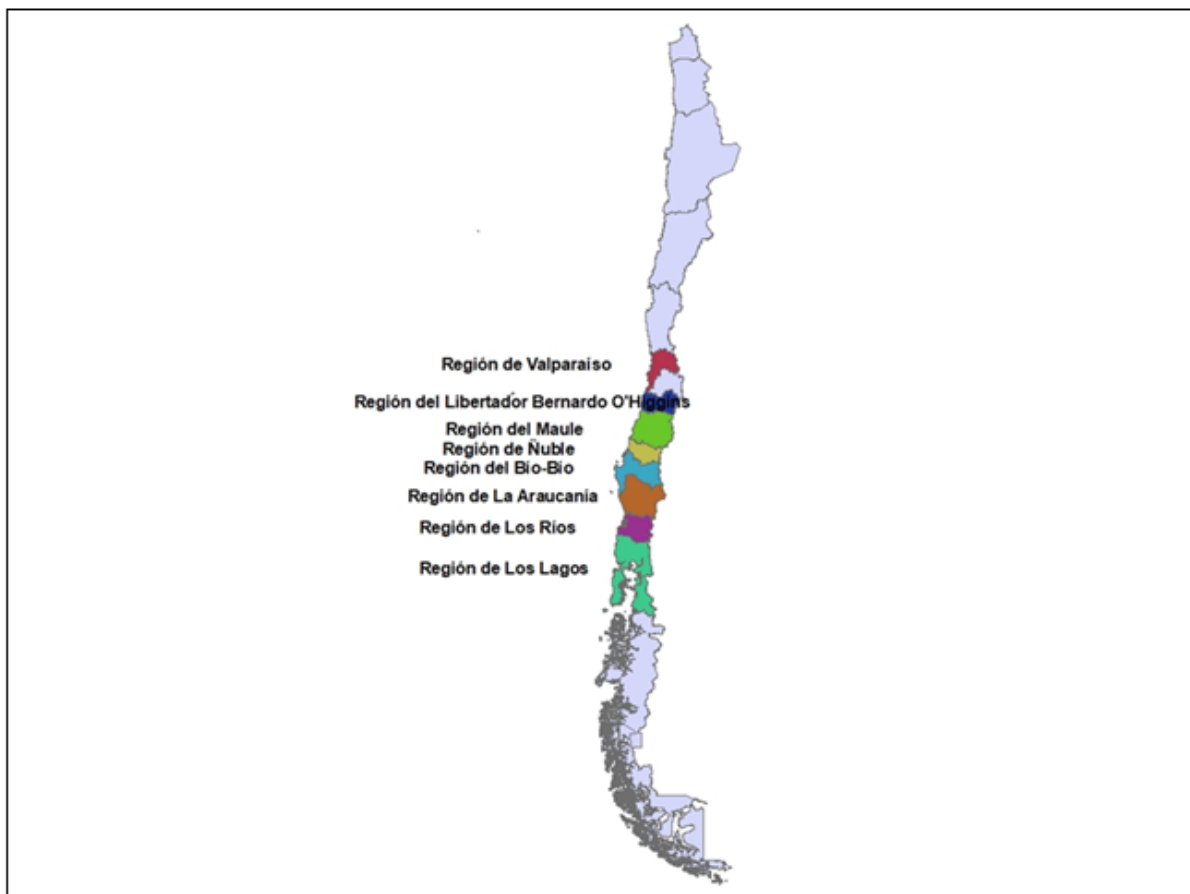 Región de Valparaíso
Región del Libertador Bernardo O'Higgins
Región del Maule
Región de Ñuble
Región del Bío-Bío
Región de La Araucanía
Región de Los Ríos
Región de Los Lagos